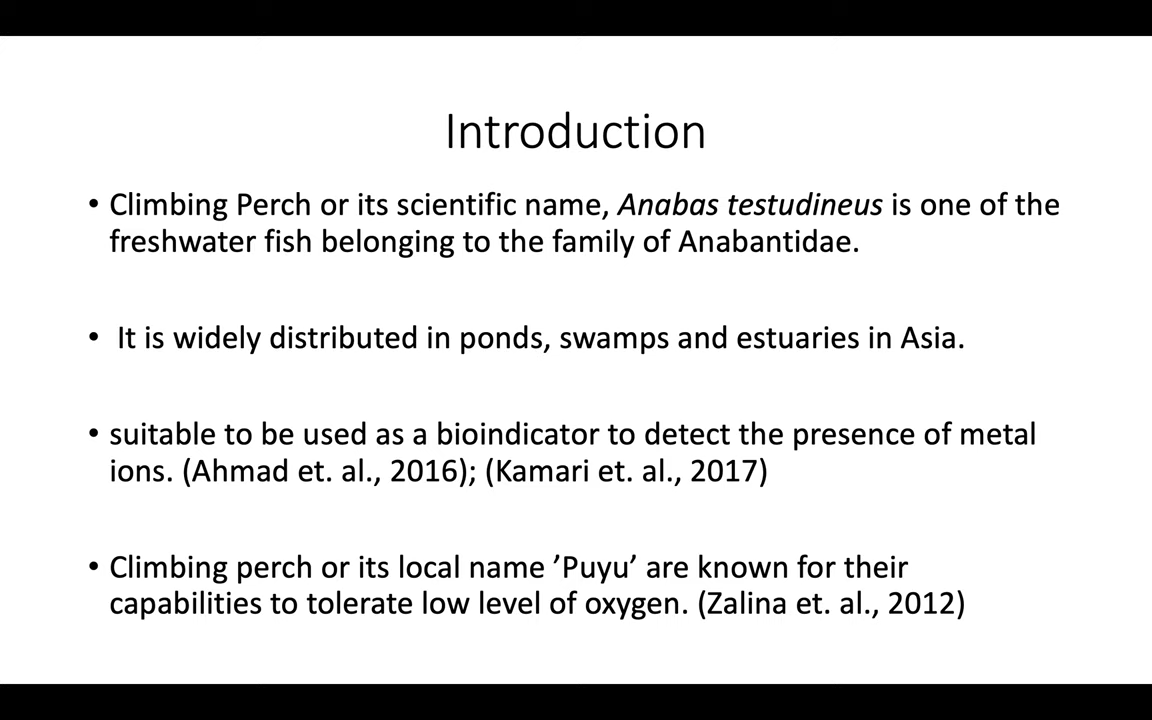 Introduction
• Climbing Perch or its scientific name, Anabas testudineus is one of the
freshwater fish belonging to the family of Anabantidae.
• It is widely distributed in ponds, swamps and estuaries in Asia.
• suitable to be used as a bioindicator to detect the presence of metal
ions. (Ahmad et. al., 2016); (Kamari et. al., 2017)
• Climbing perch or its local name ’Puyu’ are known for their
capabilities to tolerate low level of oxygen. (Zalina et. al., 2012)